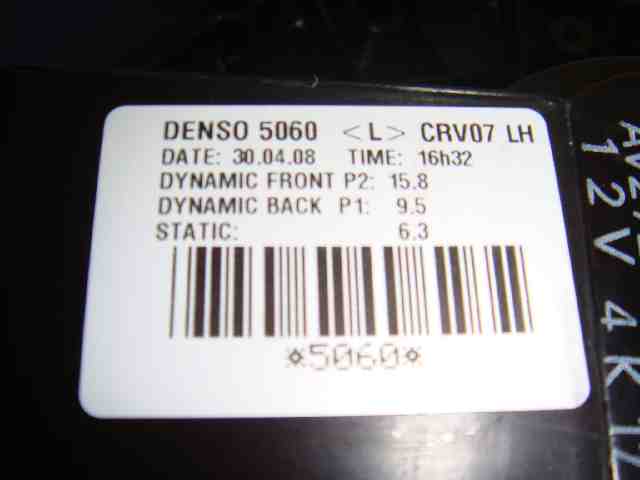 DENSO 5060 <L> CRV07 LH
DATE: 30.04.08 TIME: 16h32
DYNAMIC FRONT P2: 15.8
DYNAMIC BACK P1: 9.5
STATIC: 6.3
*5060*
12V 4K